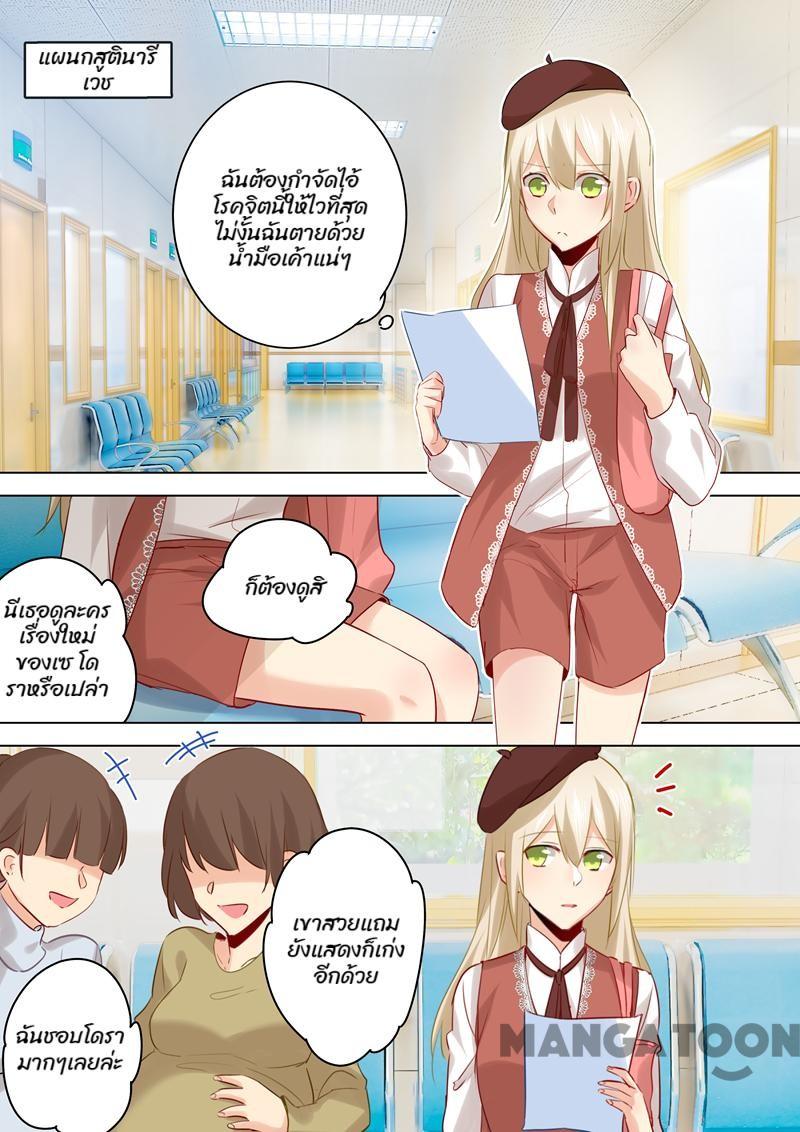 แผนกสูตินารี
เวช
ฉันต้องกำจัดไอ้
โรคจิตนี้ให้ไวที่สุด
ไม่งั้นฉันตายด้วย
น้ำมือเค้าแน่ๆ
ก็ต้องดูสิ
นีเธอดูละคร
เรื่องใหม่
ของเซ โด
ราหรือเปล่า
เขาสวยแถม
ยังแสดงก็เก่ง
อีกด้วย
ฉันชอบโดรา
มากๆเลยล่ะ
MANGATOON